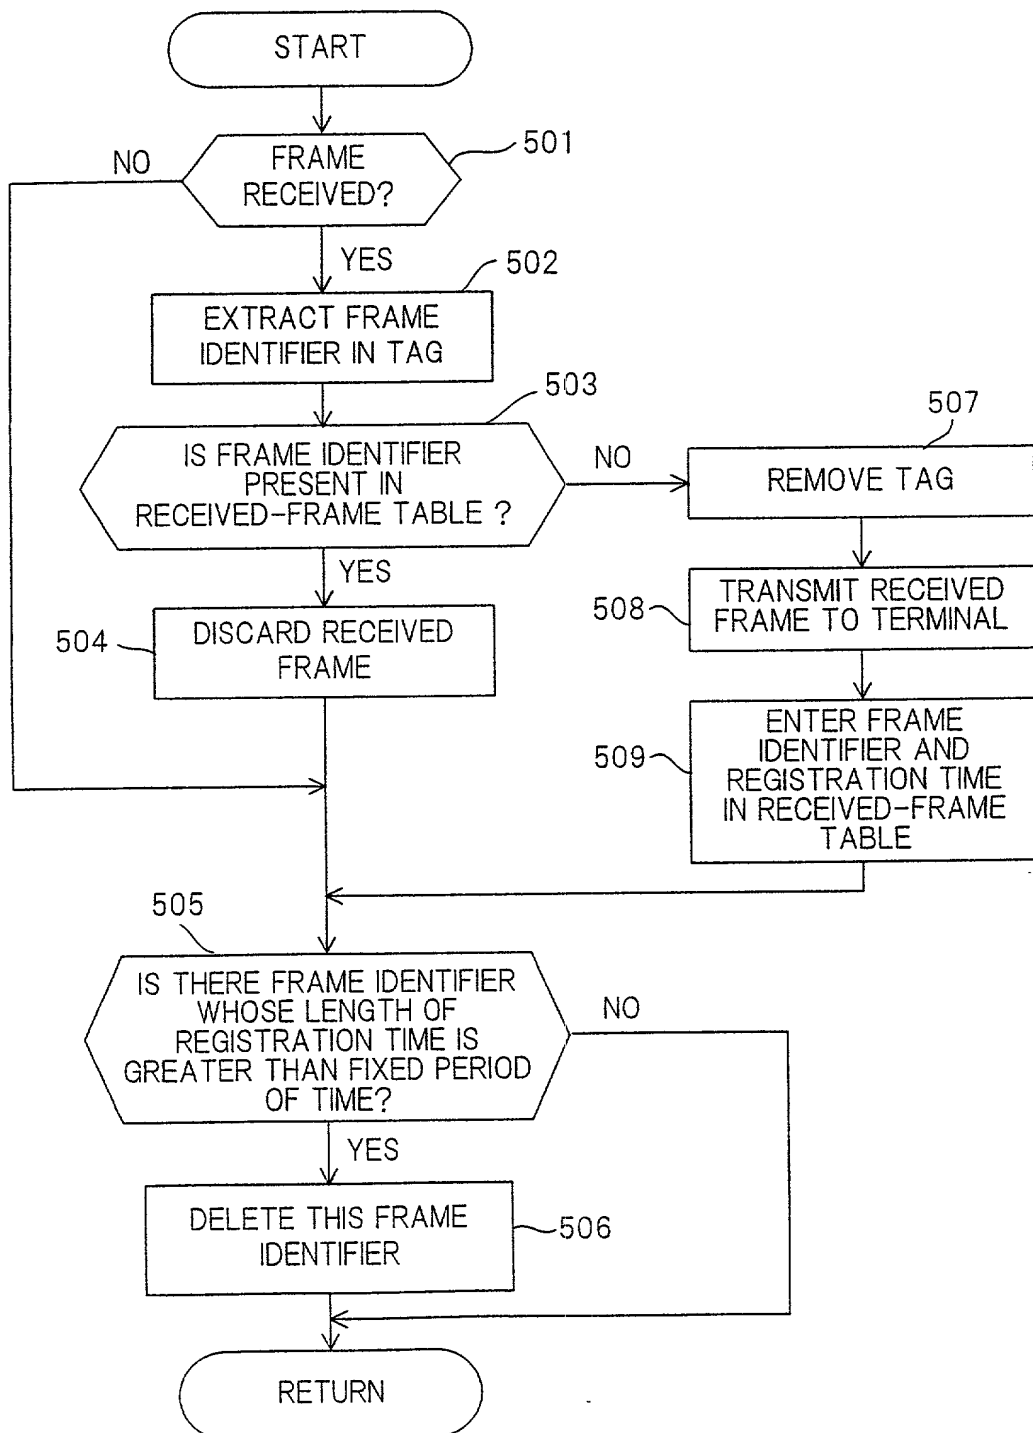 START
501
FRAME
RECEIVED?
NO
YES
502
EXTRACT FRAME
IDENTIFIER IN TAG
503
IS FRAME IDENTIFIER
PRESENT IN
RECEIVED-FRAME TABLE ?
NO
507
REMOVE TAG
YES
504
DISCARD RECEIVED
FRAME
508
TRANSMIT RECEIVED
FRAME TO TERMINAL
509
ENTER FRAME
IDENTIFIER AND
REGISTRATION TIME
IN RECEIVED-FRAME
TABLE
505
IS THERE FRAME IDENTIFIER
WHOSE LENGTH OF
REGISTRATION TIME IS
GREATER THAN FIXED PERIOD
OF TIME?
NO
YES
DELETE THIS FRAME
IDENTIFIER
506
RETURN